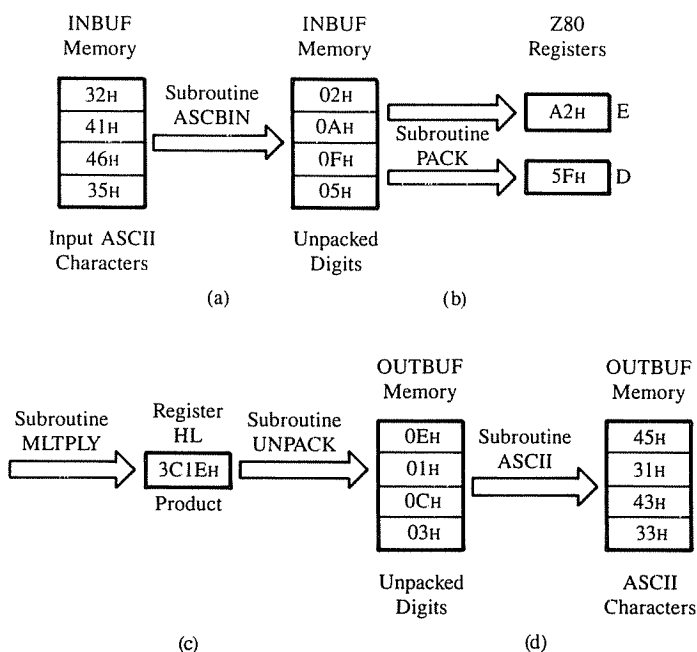 INBUF
Memory
INBUF
Memory
Z80
Registers
32H
41H
46H
35H
Subroutine
ASCBIN
02H
0AH
0FH
05H
Subroutine
PACK
A2H E
5FH D
Input ASCII
Characters
Unpacked
Digits
(a)
(b)
OUTBUF
Memory
OUTBUF
Memory
Subroutine
MLTPLY
Register
HL
3C1EH
Product
Subroutine
UNPACK
0EH
01H
0CH
03H
Subroutine
ASCII
45H
31H
43H
33H
Unpacked
Digits
ASCII
Characters
(c)
(d)